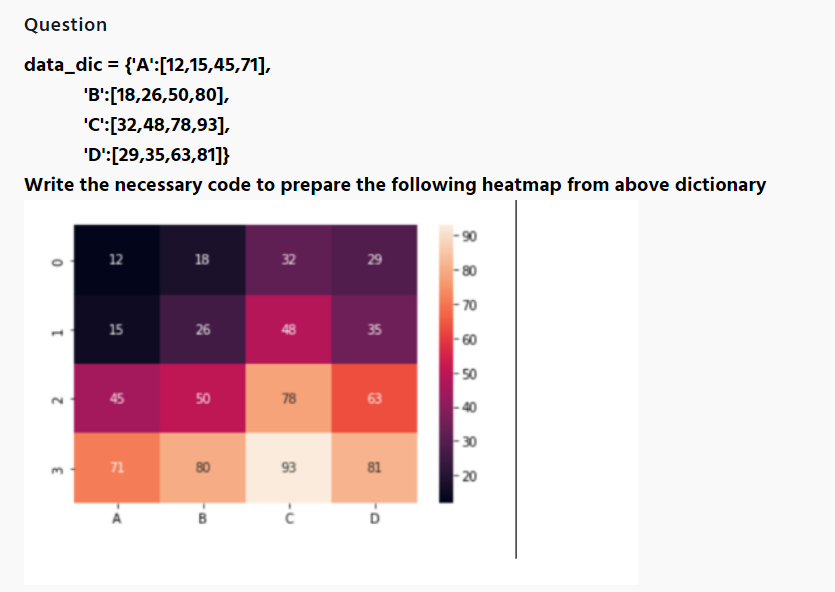 Question
data_dic = {'A':[12,15,45,71],
'B':[18,26,50,80],
'C':[32,48,78,93],
'D':[29,35,63,81]}
Write the necessary code to prepare the following heatmap from above dictionary
90
0 12 18 32 29
80
70
1 15 26 48 35
60
50
2 45 50 78 63
40
30
3 71 80 93 81
20
A B C D